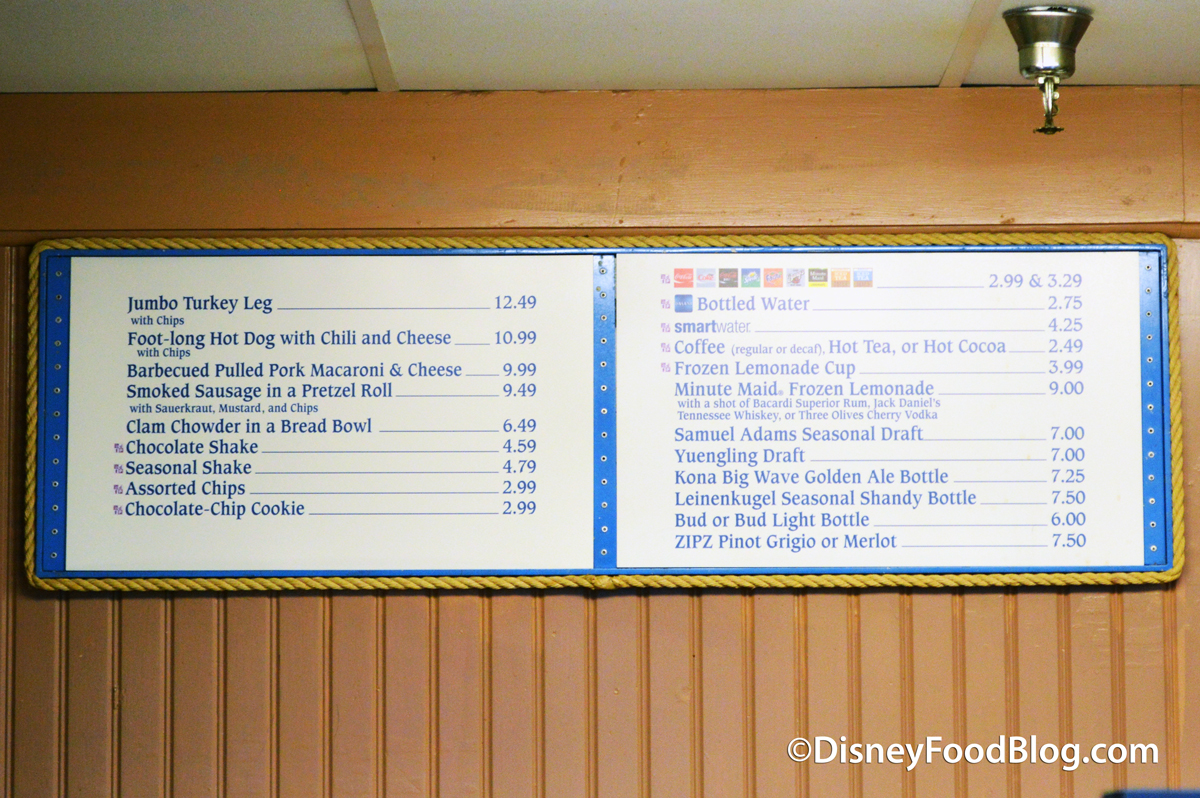 Jumbo Turkey Leg 12.49
with Chips
Foot-long Hot Dog with Chili and Cheese 10.99
with Chips
Barbecued Pulled Pork Macaroni & Cheese 9.99
Smoked Sausage in a Pretzel Roll 9.49
with Sauerkraut, Mustard, and Chips
Clam Chowder in a Bread Bowl 6.49
Chocolate Shake 4.59
Seasonal Shake 4.79
Assorted Chips 2.99
Chocolate-Chip Cookie 2.99
2.99 & 3.29
Bottled Water 2.75
smartwater 4.25
Coffee (regular or decaf), Hot Tea, or Hot Cocoa 2.49
Frozen Lemonade Cup 3.99
Minute Maid® Frozen Lemonade 9.00
with a shot of Bacardi Superior Rum, Jack Daniel's
Tennessee Whiskey, or Three Olives Cherry Vodka
Samuel Adams Seasonal Draft 7.00
Yuengling Draft 7.00
Kona Big Wave Golden Ale Bottle 7.25
Leinenkugel Seasonal Shandy Bottle 7.50
Bud or Bud Light Bottle 6.00
ZIPZ Pinot Grigio or Merlot 7.50
©DisneyFoodBlog.com